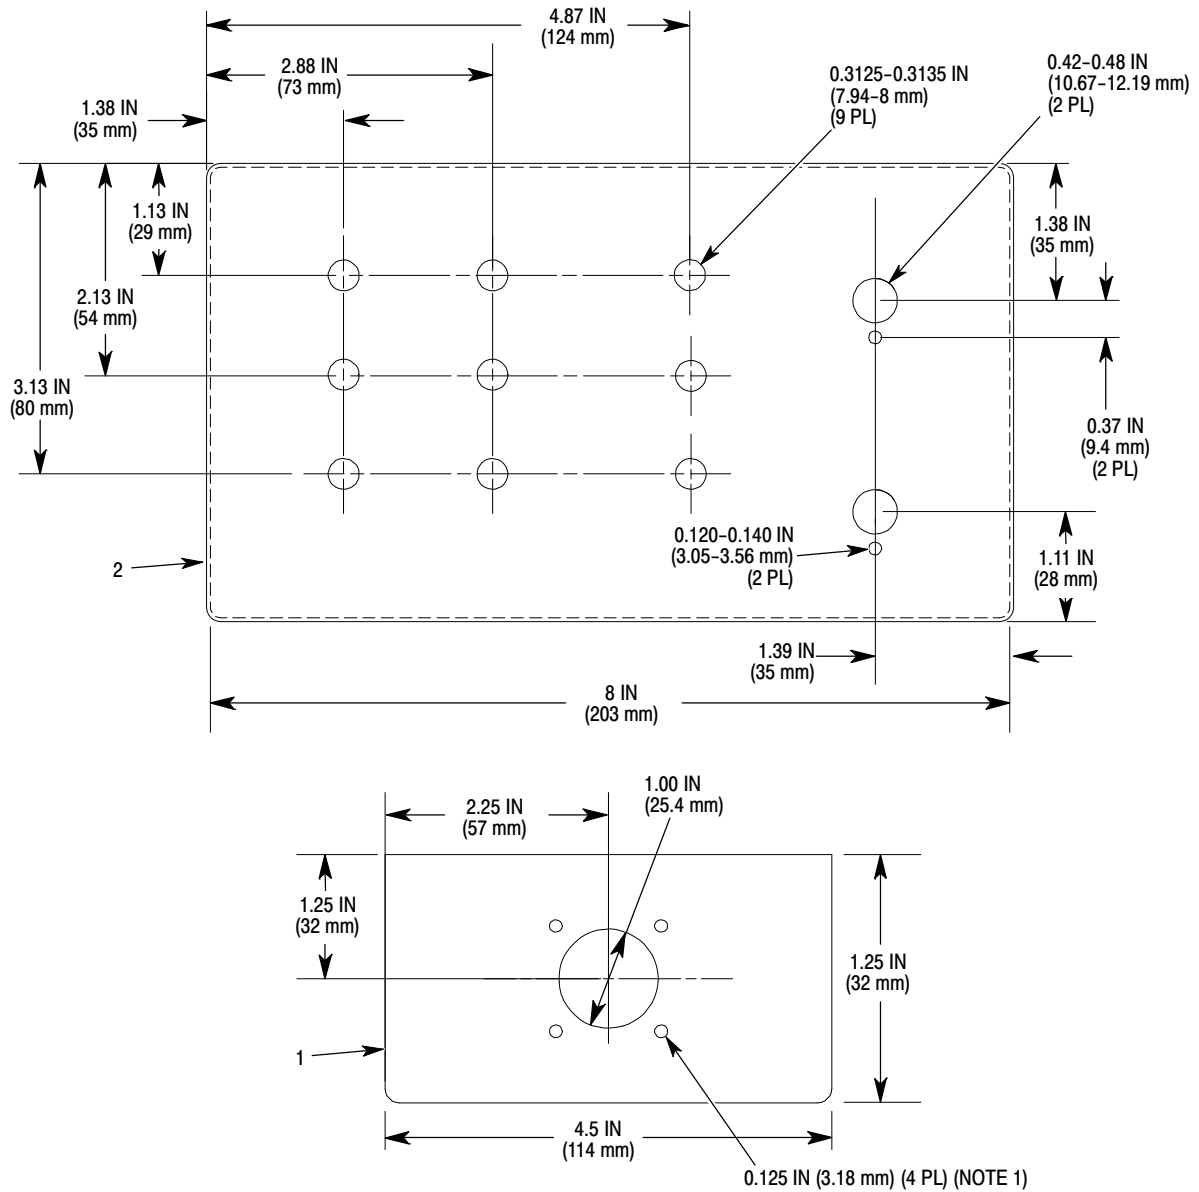 4.87 IN
(124 mm)
2.88 IN
(73 mm)
1.38 IN
(35 mm)
0.3125–0.3135 IN
(7.94–8 mm)
(9 PL)
0.42–0.48 IN
(10.67–12.19 mm)
(2 PL)
1.13 IN
(29 mm)
2.13 IN
(54 mm)
3.13 IN
(80 mm)
1.38 IN
(35 mm)
0.37 IN
(9.4 mm)
(2 PL)
0.120–0.140 IN
(3.05–3.56 mm)
(2 PL)
1.11 IN
(28 mm)
2
1.39 IN
(35 mm)
8 IN
(203 mm)
2.25 IN
(57 mm)
1.00 IN
(25.4 mm)
1.25 IN
(32 mm)
1.25 IN
(32 mm)
1
4.5 IN
(114 mm)
0.125 IN (3.18 mm) (4 PL) (NOTE 1)